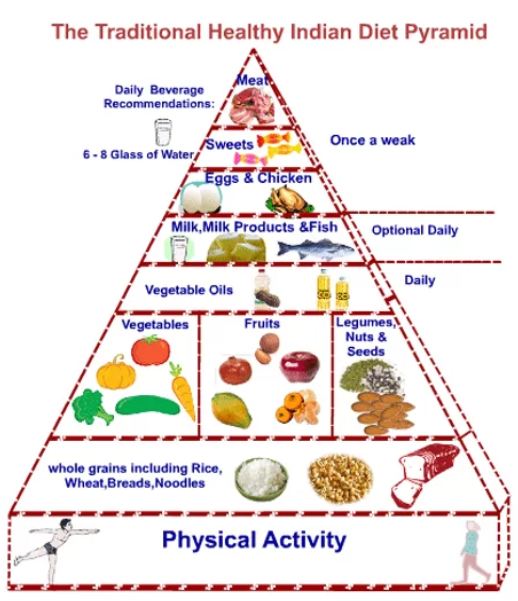 The Traditional Healthy Indian Diet Pyramid
Daily Beverage
Recommendations:
6 - 8 Glass of Water
Meat
Sweets
Once a weak
Eggs & Chicken
Milk,Milk Products &Fish
Optional Daily
Vegetable Oils
Daily
Vegetables
Fruits
Legumes,
Nuts &
Seeds
whole grains including Rice,
Wheat,Breads,Noodles
Physical Activity